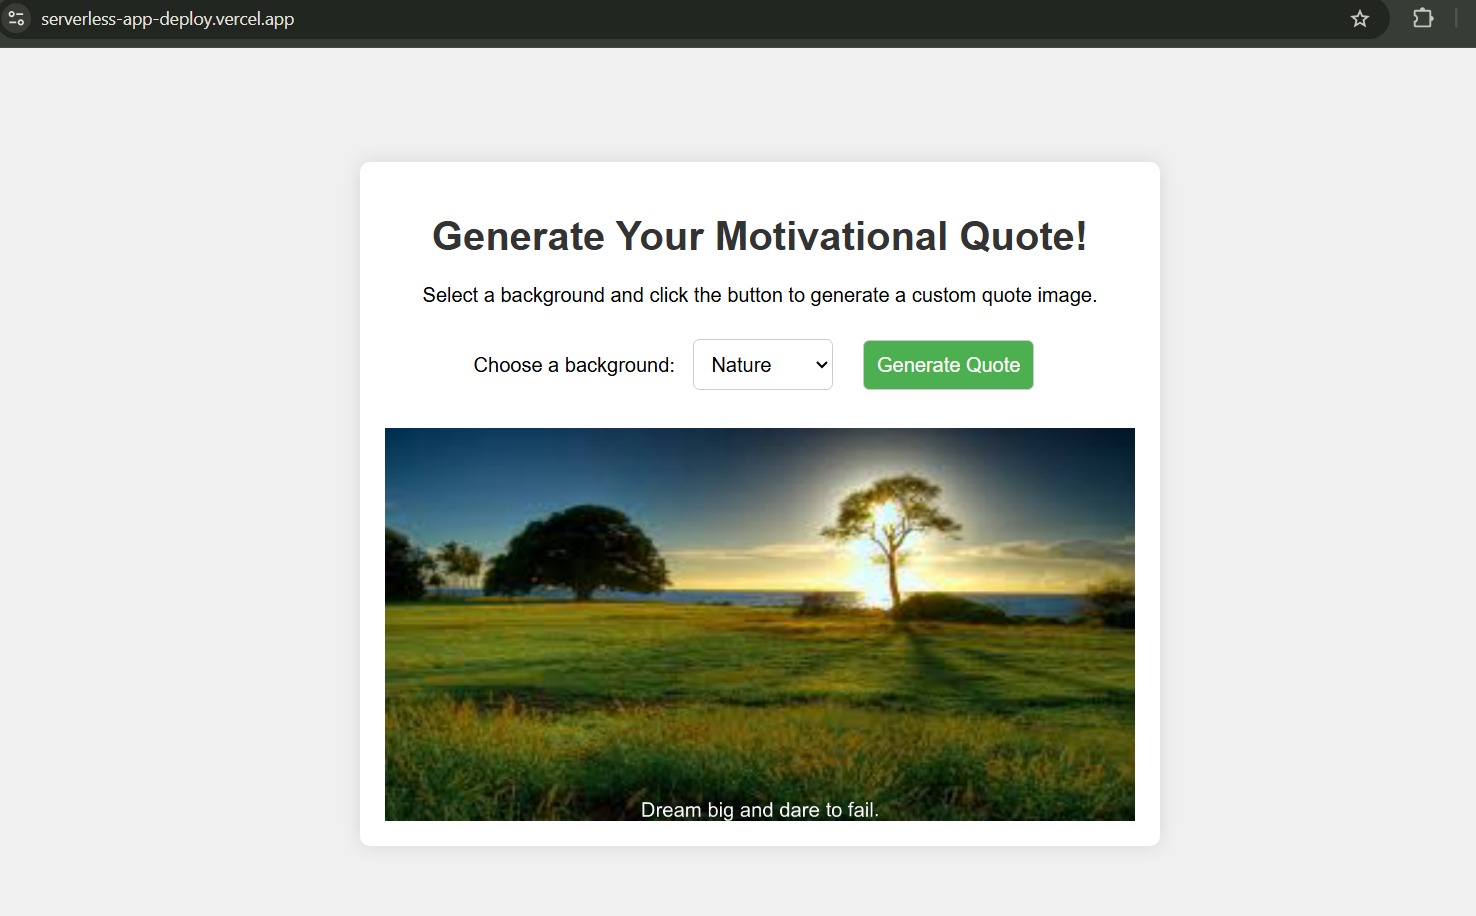 serverless-app-deploy.vercel.app
Generate Your Motivational Quote!
Select a background and click the button to generate a custom quote image.
Choose a background: Nature Generate Quote
Dream big and dare to fail.